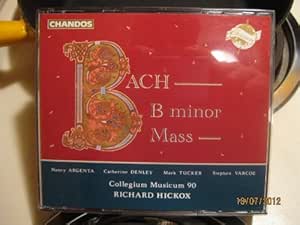 CHANDOS
BACH
B minor
Mass
Nancy ARGENTA Catherine DENLEY Mark TUCKER Stephen VARCOE
Collegium Musicum 90
RICHARD HICKOX
19/07/2012